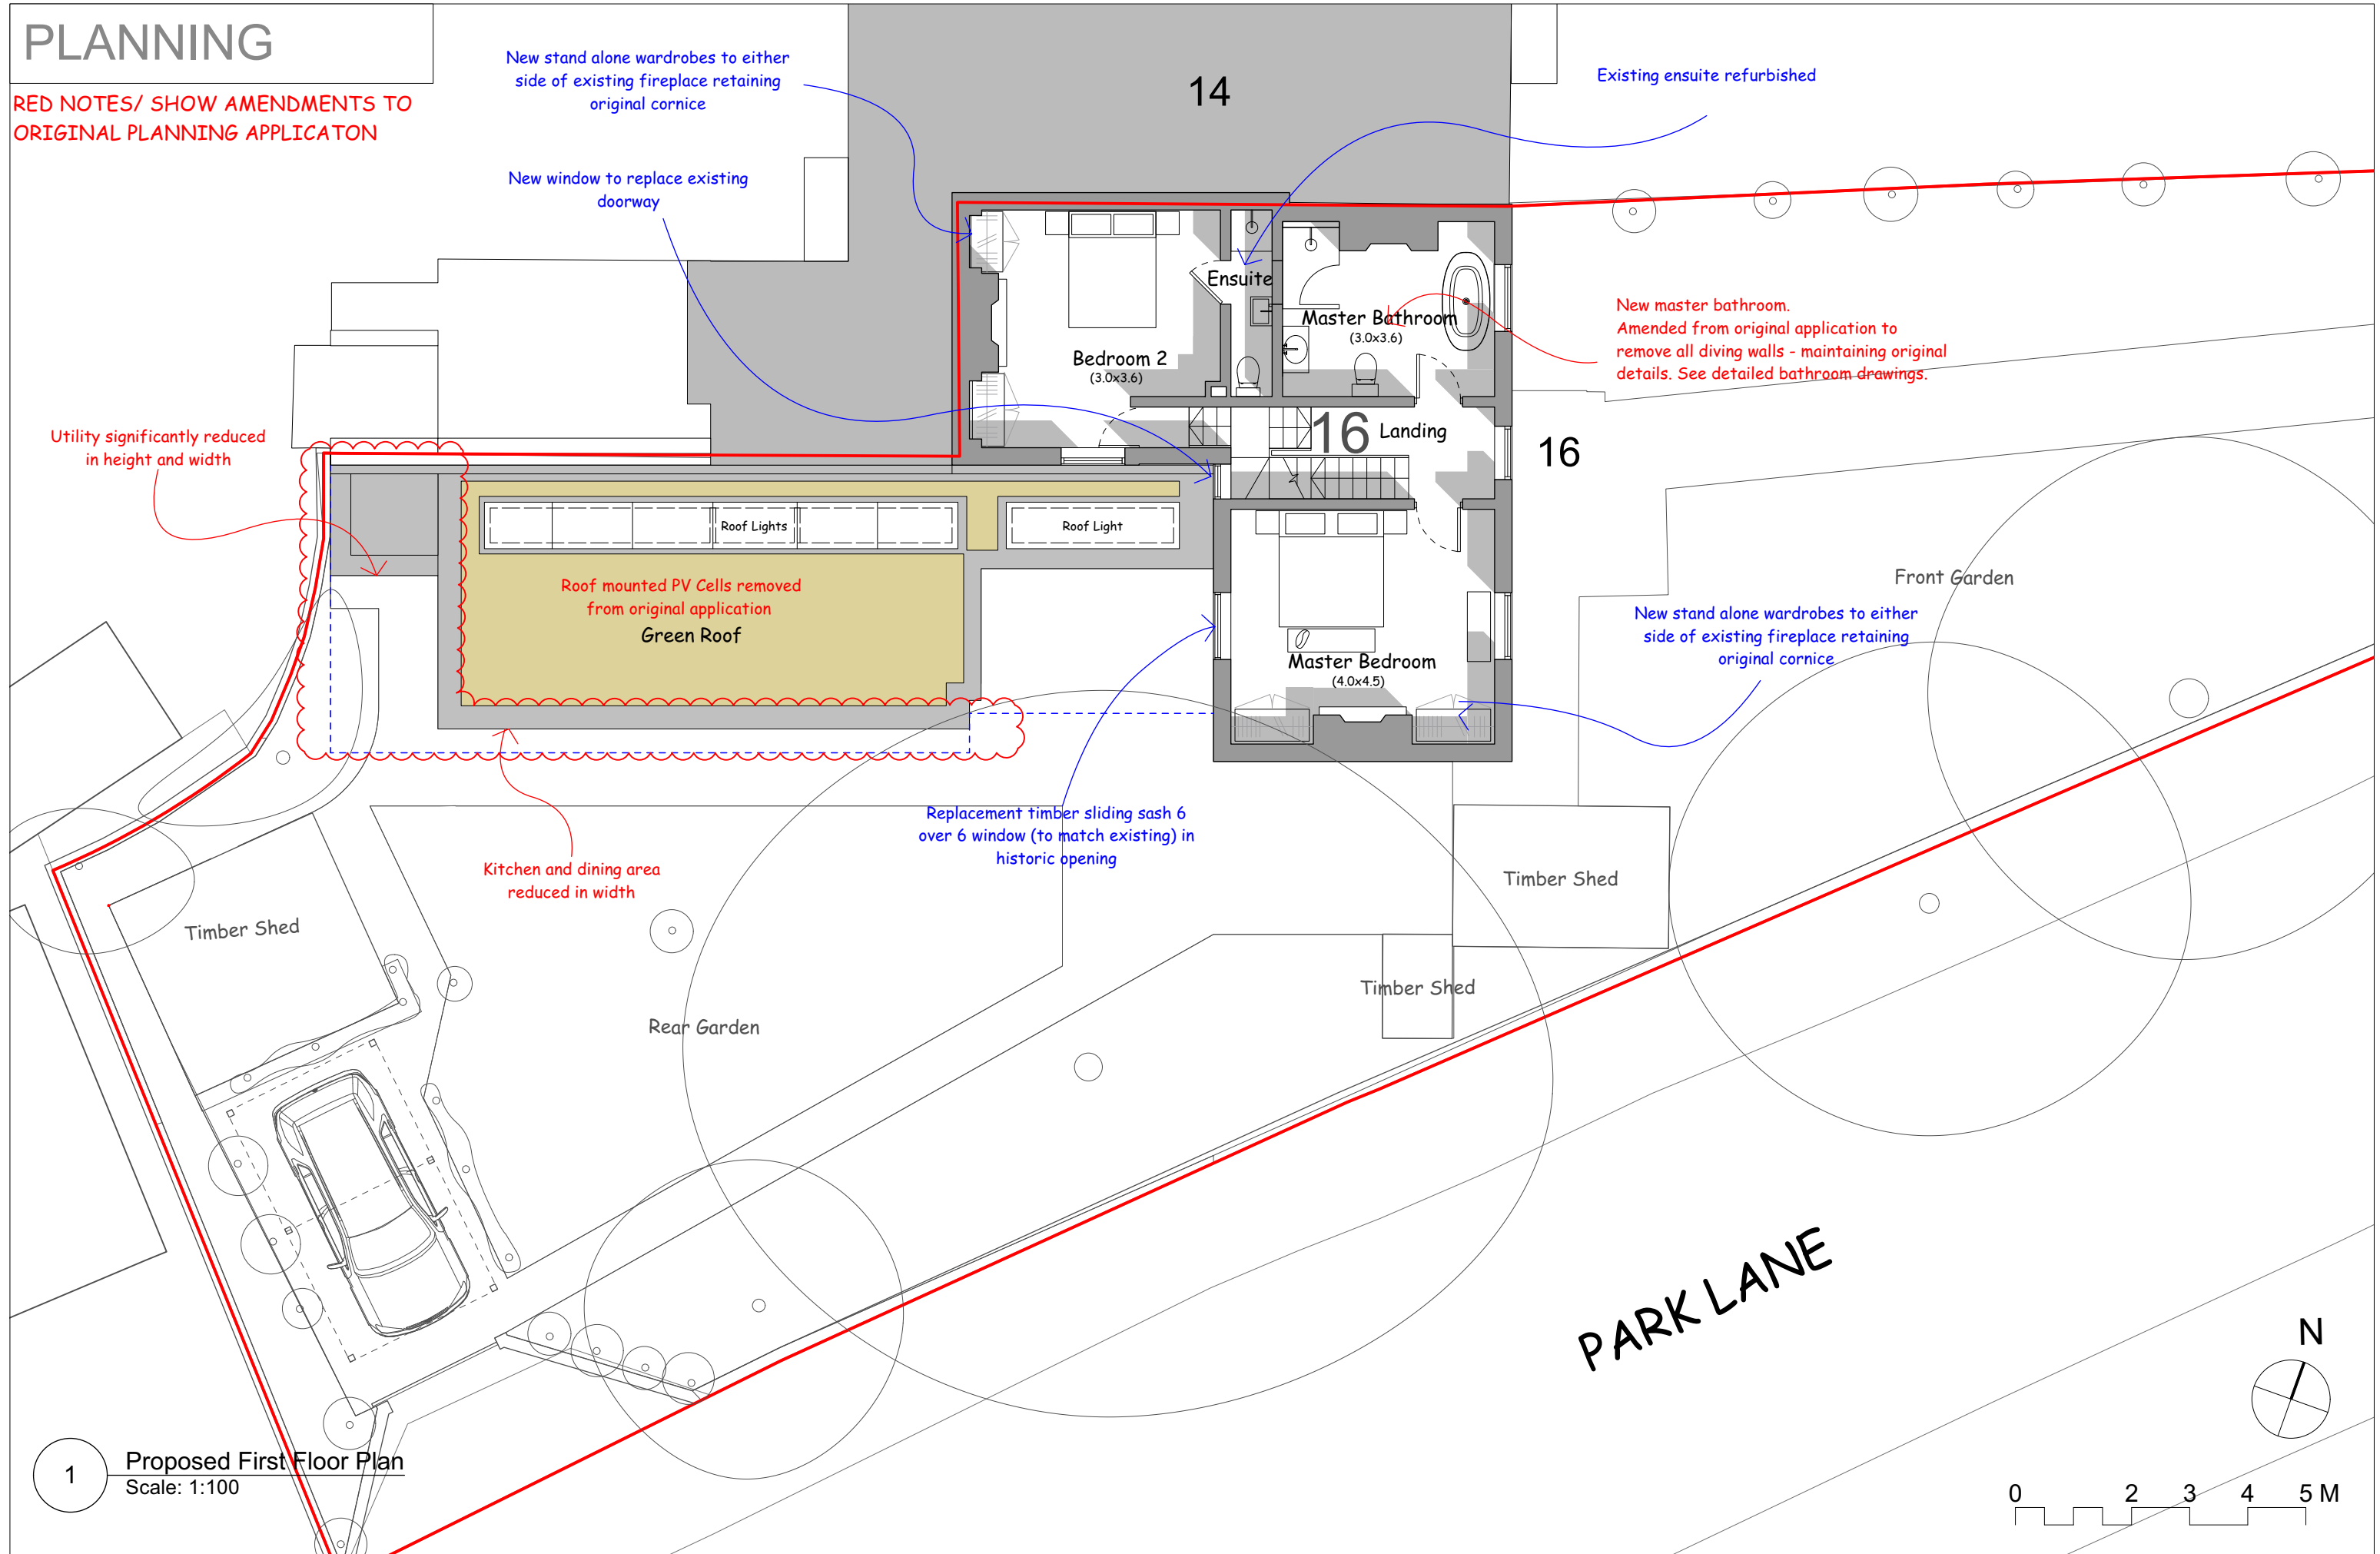 PLANNING
RED NOTES/ SHOW AMENDMENTS TO
ORIGINAL PLANNING APPLICATON
New stand alone wardrobes to either
side of existing fireplace retaining
original cornice
14
Existing ensuite refurbished
New window to replace existing
doorway
Ensuite
Master Bathroom
(3.0x3.6)
New master bathroom.
Amended from original application to
remove all diving walls - maintaining original
details. See detailed bathroom drawings.
Bedroom 2
(3.0x3.6)
Utility significantly reduced
in height and width
16
Landing
16
Roof Lights
Roof Light
Roof mounted PV Cells removed
from original application
Green Roof
Front Garden
New stand alone wardrobes to either
side of existing fireplace retaining
original cornice
Master Bedroom
(4.0x4.5)
Replacement timber sliding sash 6
over 6 window (to match existing) in
historic opening
Kitchen and dining area
reduced in width
Timber Shed
Timber Shed
Timber Shed
Rear Garden
PARK LANE
N
1
Proposed First Floor Plan
Scale: 1:100
0 2 3 4 5 M